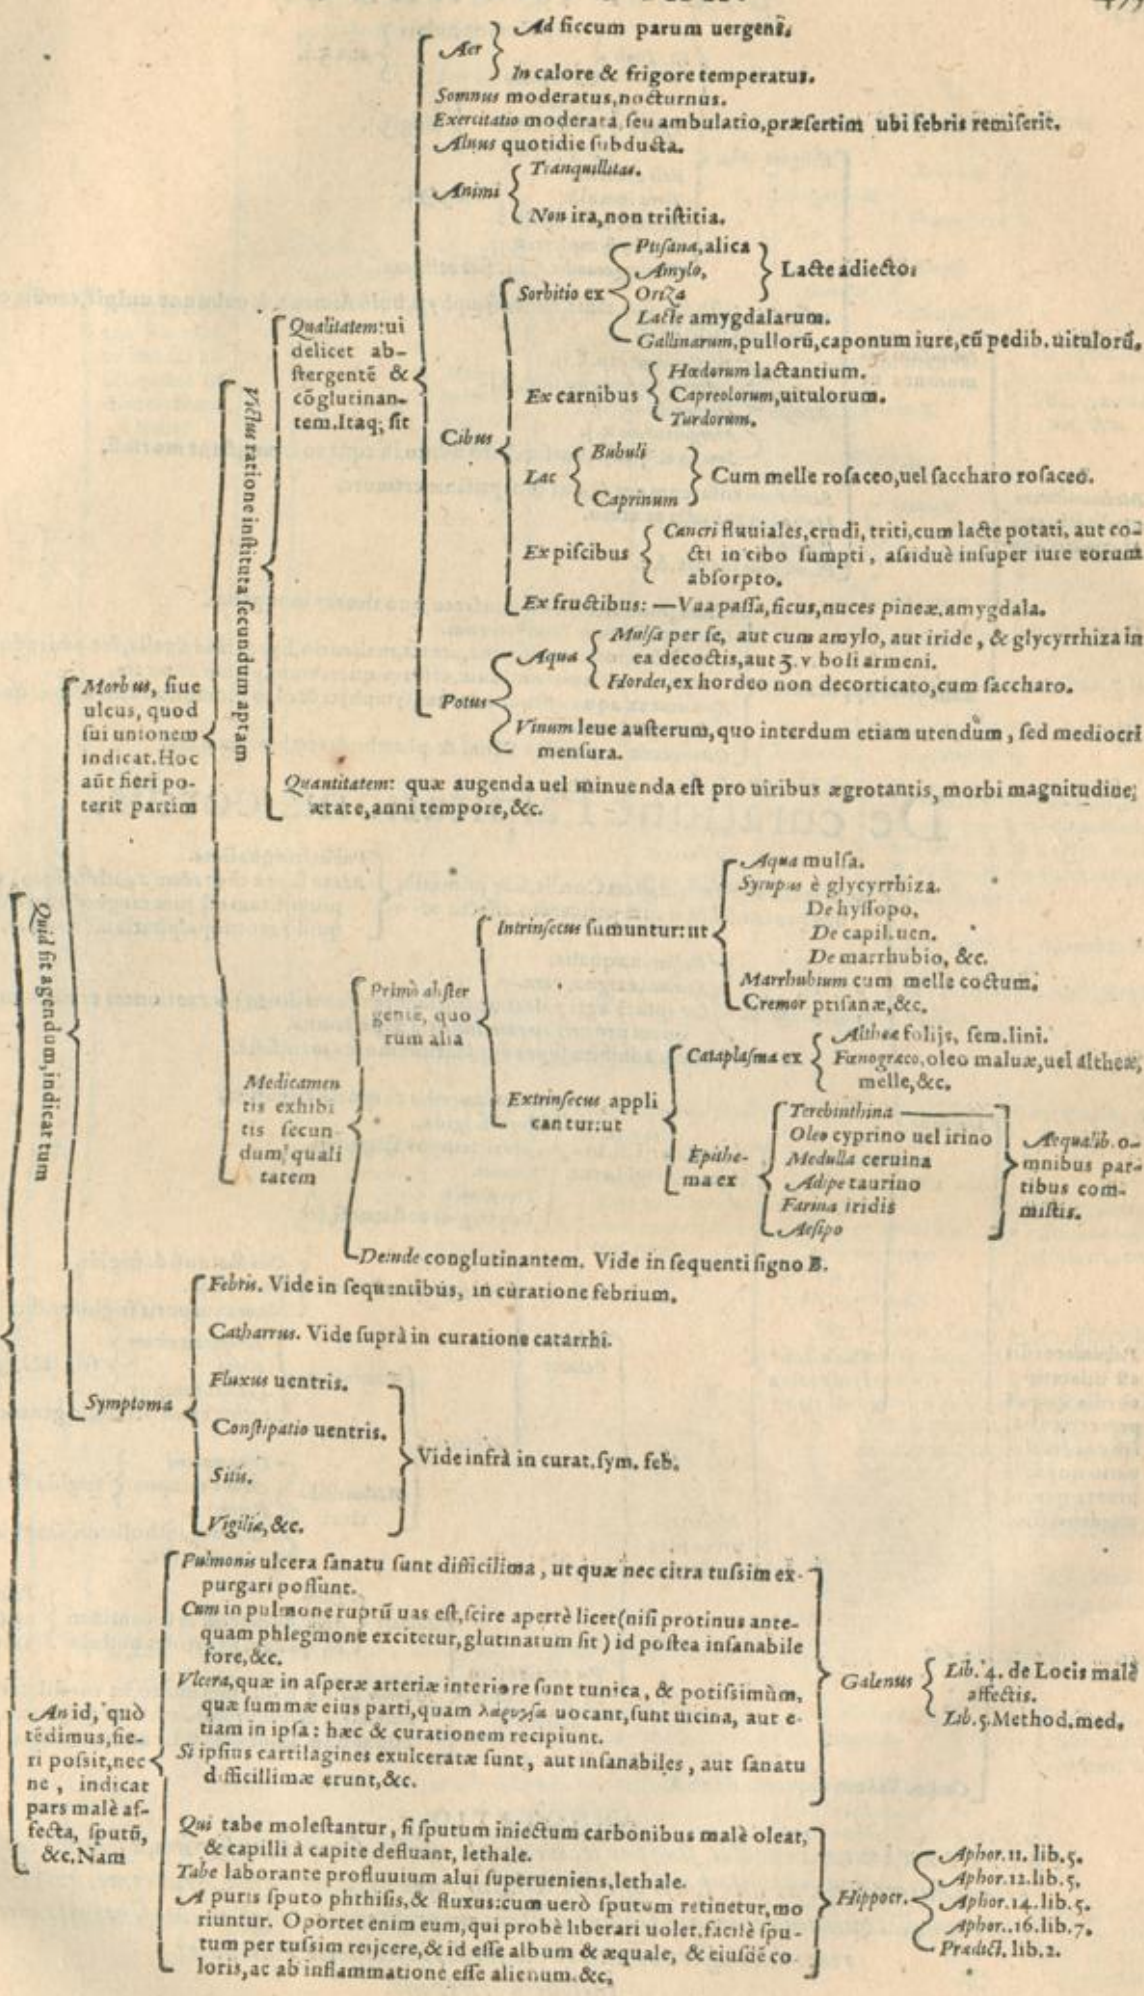 Aer
Ad siccum parum uergens.
In calore & frigore temperatus.
Somnus moderatus, nocturnus.
Exercitatio moderata, seu ambulatio, præsertim ubi febris remiserit.
Aluus quotidie subducta.
Animi
Tranquillitas.
Non ira, non tristitia.
Qualitatem: ui
delicet ab-
stergentē &
cōglutinan-
tem. Itaq; sit
Cibus
Sorbitio ex
Ptisana, alica
Amylo,
Oriza
Lacte adiecto:
Lacte amygdalarum.
Gallinarum, pullorū, caponum iure, cū pedib. uitulorū.
Ex carnibus
Hædorum lactantium.
Capreolorum, uitulorum.
Turdorum.
Lac
Bubuli
Caprinum
Cum melle rosaceo, uel saccharo rosaceo.
Ex piscibus
Cancri fluuiales, crudi, triti, cum lacte potati, aut co-
cti in cibo sumpti, assiduè insuper iure eorum
absorpto.
Ex fructibus: — Vua passa, ficus, nuces pineæ, amygdala.
Potus
Aqua
Mulsa per se, aut cum amylo, aut iride, & glycyrrhiza in
ea decoctis, aut ʒ. v. boli armeni.
Hordei, ex hordeo non decorticato, cum saccharo.
Vinum leue austerum, quo interdum etiam utendum, sed mediocri
mensura.
Victus ratione instituta secundum aptam
Quantitatem: quæ augenda uel minuenda est pro uiribus ægrotantis, morbi magnitudine,
ætate, anni tempore, &c.
Morbus, siue
ulcus, quod
sui unionem
indicat. Hoc
aūt fieri po-
terit partim
Quid sit agendum, indicat tum
Medicamen
tis exhibi
tis secun
dum quali
tatem
Primò abster
gentē, quo
rum alia
Intrinsecus sumuntur: ut
Aqua mulsa.
Syrupus è glycyrrhiza.
De hyssopo.
De capil. uen.
De marrhubio, &c.
Marrhubium cum melle coctum.
Cremor ptisanæ, &c.
Extrinsecus appli
cantur: ut
Cataplasma ex
Altheæ folijs, sem. lini.
Fœnogræco, oleo maluæ, uel altheæ,
melle, &c.
Epithe-
ma ex
Terebinthina
Oleo cyprino uel irino
Medulla ceruina
Adipe taurino
Farina iridis
Aesipo
Aequalib. o-
mnibus par-
tibus com-
mistis.
Deinde conglutinantem. Vide in sequenti signo B.
Symptoma
Febris. Vide in sequentibus, in curatione febrium.
Catharrus. Vide suprà in curatione catarrhi.
Fluxus uentris.
Constipatio uentris.
Sitis.
Vigiliæ, &c.
Vide infrà in curat. sym. feb.
An id, quò
tēdimus, fie-
ri possit, nec
ne, indicat
pars malè af-
fecta, sputū,
&c. Nam
Pulmonis ulcera sanatu sunt difficilima, ut quæ nec citra tussim ex-
purgari possunt.
Cum in pulmone ruptū uas est, scire apertè licet (nisi protinus ante-
quam phlegmone excitetur, glutinatum sit) id postea insanabile
fore, &c.
Vlcera, quæ in asperæ arteriæ interiore sunt tunica, & potissimùm,
quæ summæ eius parti, quam λάρυγγα uocant, sunt uicina, aut e-
tiam in ipsa: hæc & curationem recipiunt.
Si ipsius cartilagines exulceratæ sunt, aut insanabiles, aut sanatu
difficillimæ erunt, &c.
Galenus
Lib. 4. de Locis malè
affectis.
Lib. 5. Method. med.
Qui tabe molestantur, si sputum iniectum carbonibus malè oleat,
& capilli à capite defluant, lethale.
Tabe laborante profluuium alui superueniens, lethale.
A puris sputo phthisis, & fluxus: cum uerò sputum retinetur, mo
riuntur. Oportet enim eum, qui probè liberari uolet, facilè spu-
tum per tussim reijcere, & id esse album & æquale, & eiusdē co-
loris, ac ab inflammatione esse alienum. &c.
Hippocr.
Aphor. 11. lib. 5.
Aphor. 12. lib. 5.
Aphor. 14. lib. 5.
Aphor. 16. lib. 7.
Prædict. lib. 2.